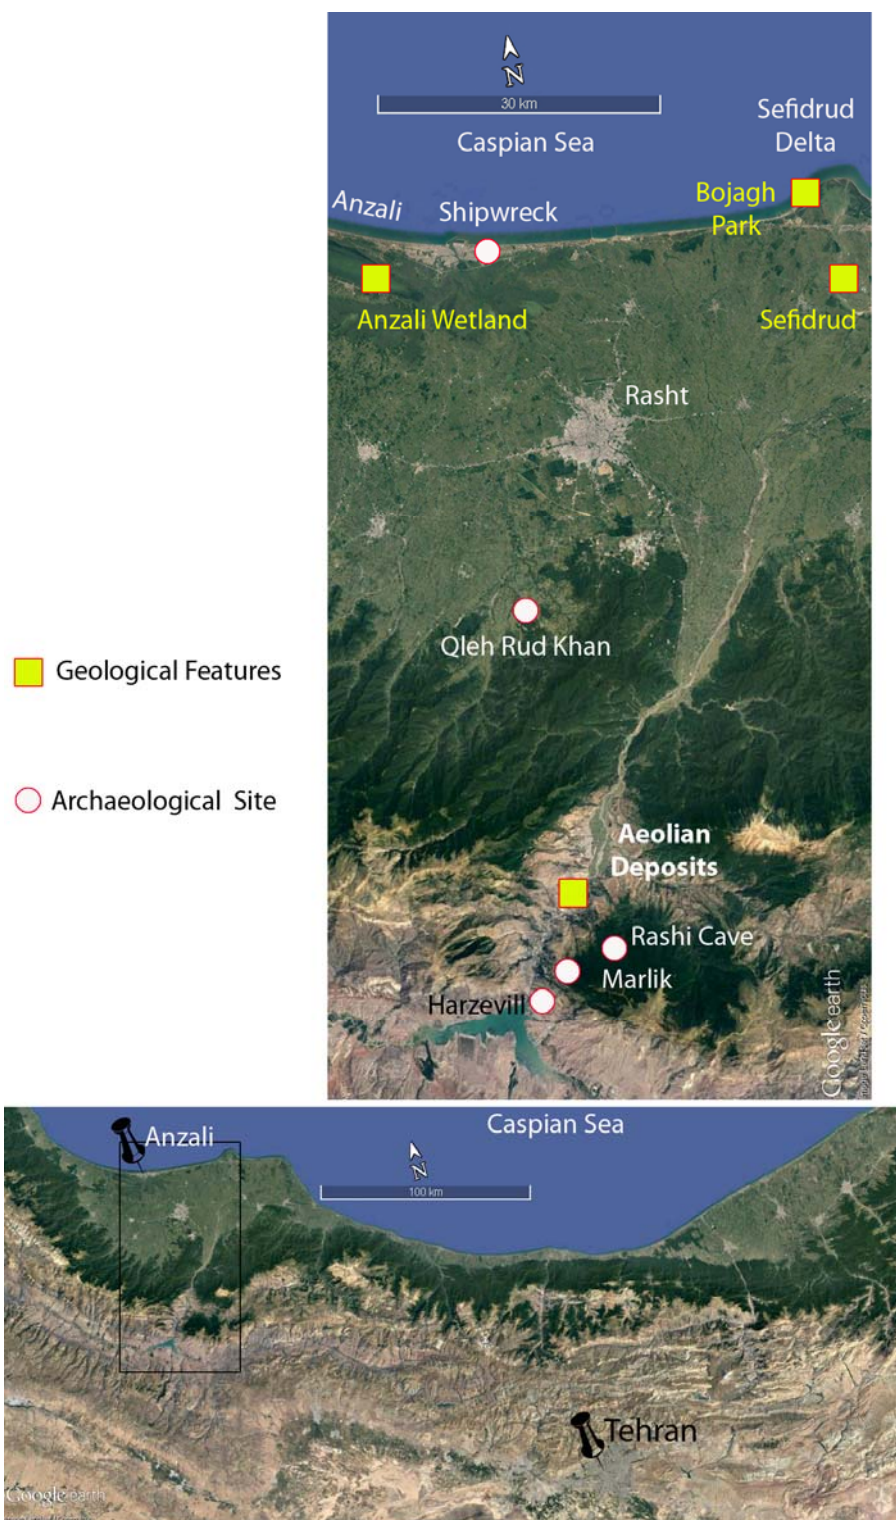 N
30 km
Caspian Sea
Sefidrud
Delta
Anzali
Shipwreck
Bojagh
Park
Anzali Wetland
Sefidrud
Rasht
Qleh Rud Khan
Geological Features
Archaeological Site
Aeolian
Deposits
Rashi Cave
Marlik
Harzevill
Google earth
Anzali
Caspian Sea
N
100 km
Tehran
Google earth